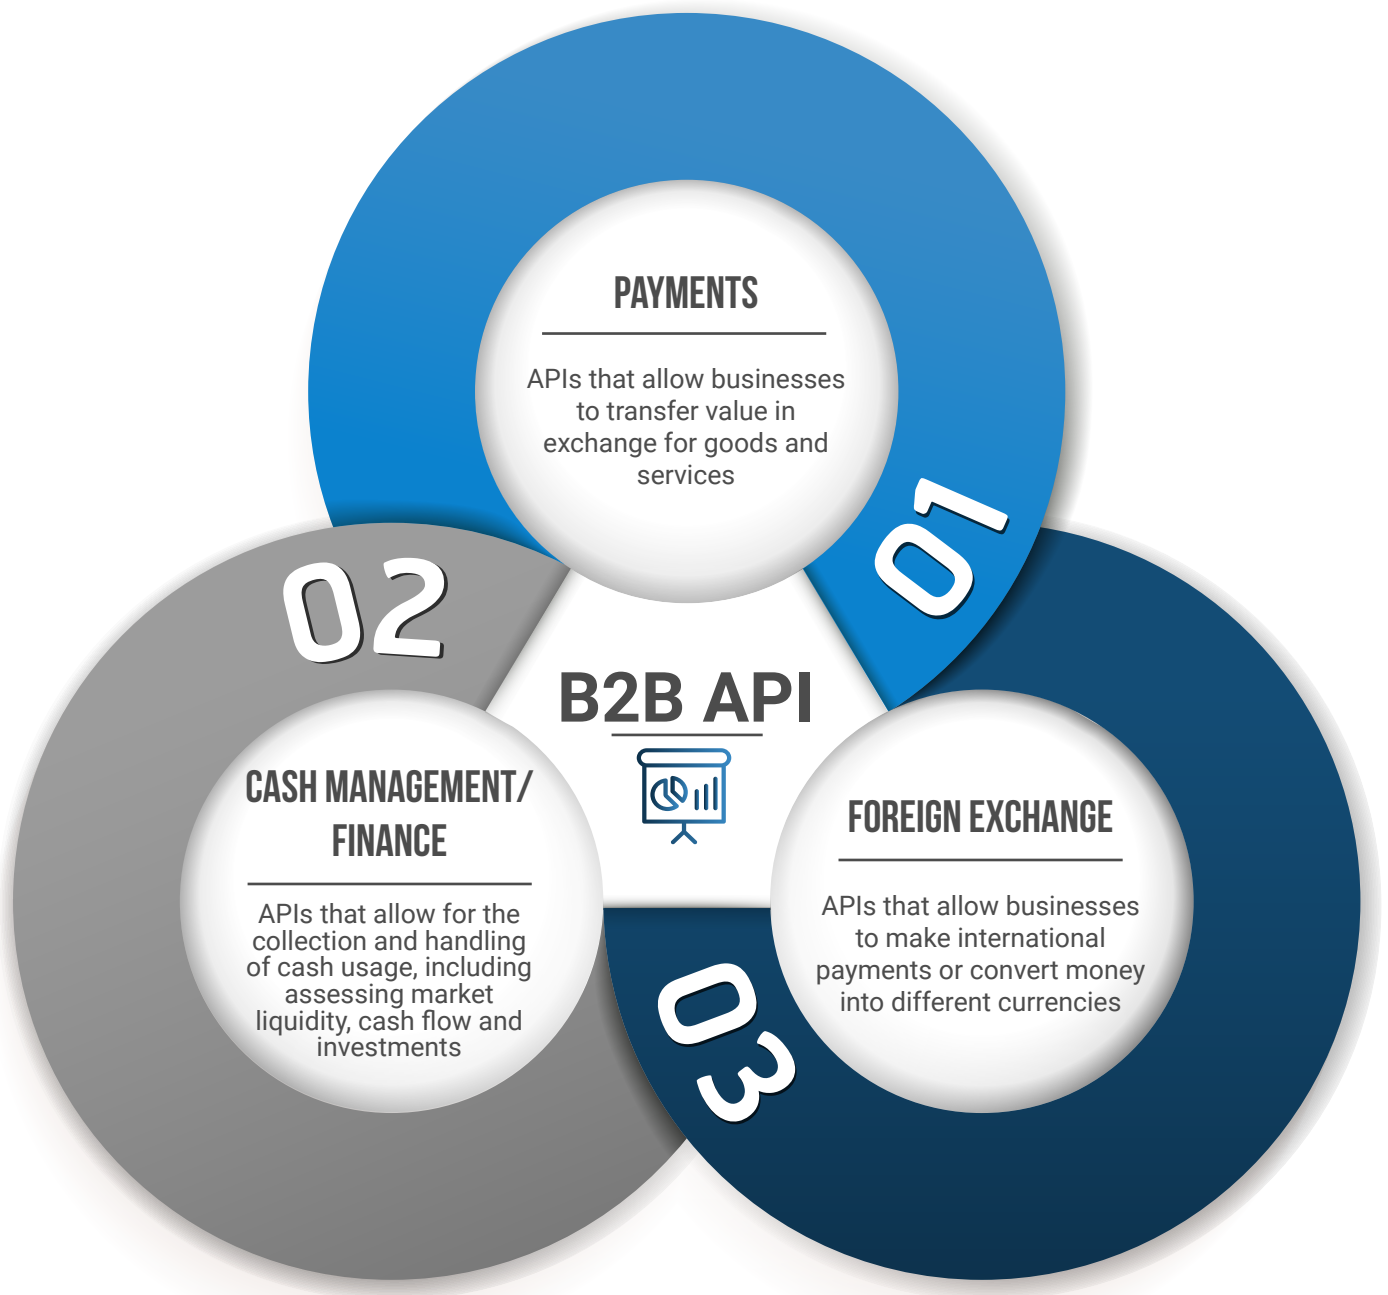 PAYMENTS
APIs that allow businesses
to transfer value in
exchange for goods and
services
01
02
B2B API
CASH MANAGEMENT/
FINANCE
APIs that allow for the
collection and handling
of cash usage, including
assessing market
liquidity, cash flow and
investments
FOREIGN EXCHANGE
APIs that allow businesses
to make international
payments or convert money
into different currencies
03